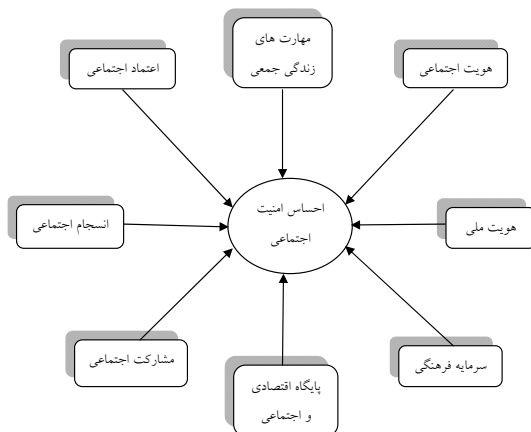 مهارت های
زندگی جمعی
هویت اجتماعی
اعتماد اجتماعی
احساس امنیت
اجتماعی
هویت ملی
انسجام اجتماعی
سرمایه فرهنگی
مشارکت اجتماعی
پایگاه اقتصادی
و اجتماعی